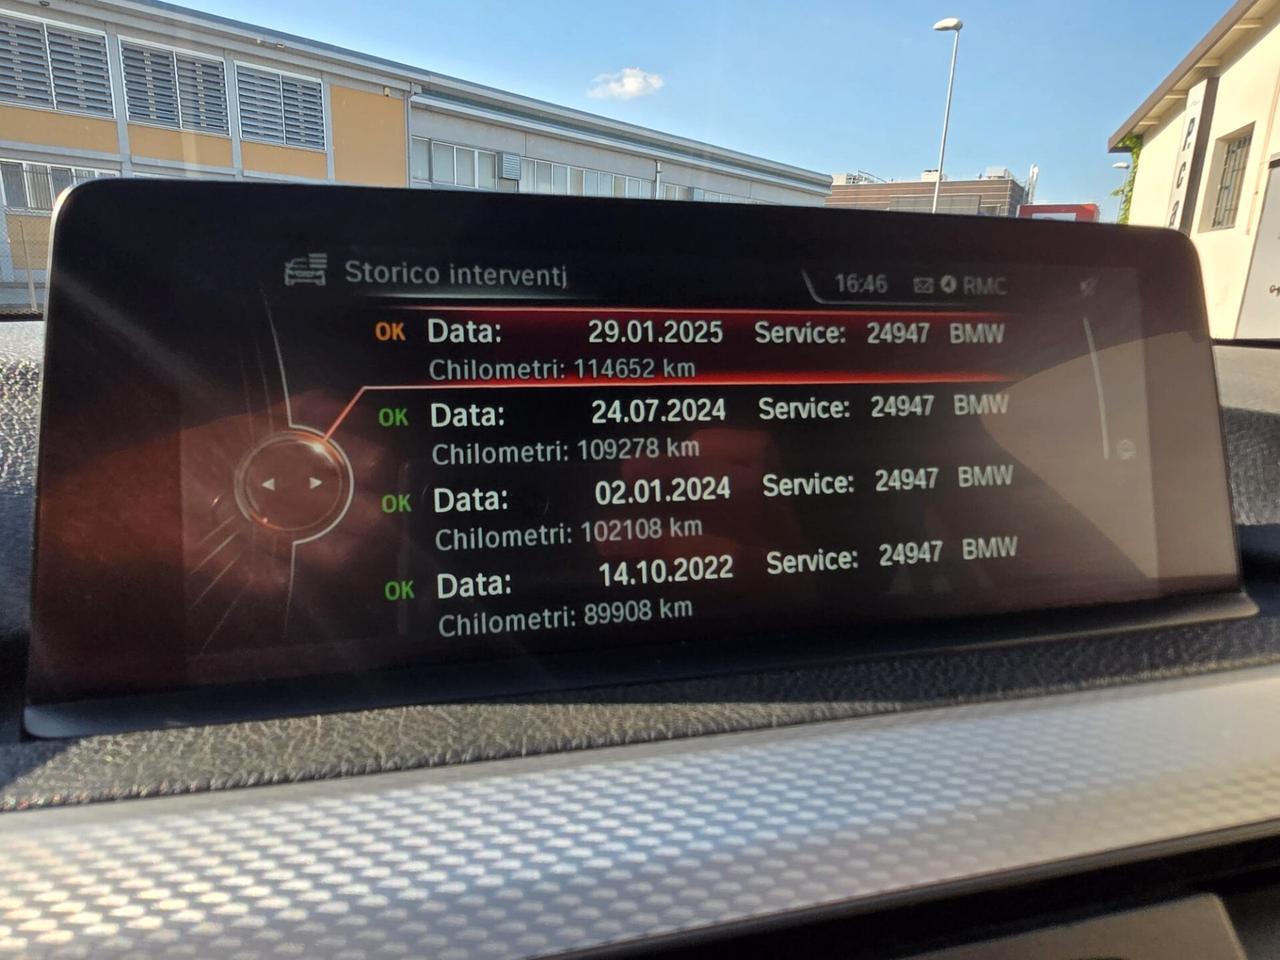 Storico interventi
16:46 RMC
OK Data: 29.01.2025 Service: 24947 BMW
Chilometri: 114652 km
OK Data: 24.07.2024 Service: 24947 BMW
Chilometri: 109278 km
OK Data: 02.01.2024 Service: 24947 BMW
Chilometri: 102108 km
OK Data: 14.10.2022 Service: 24947 BMW
Chilometri: 89908 km